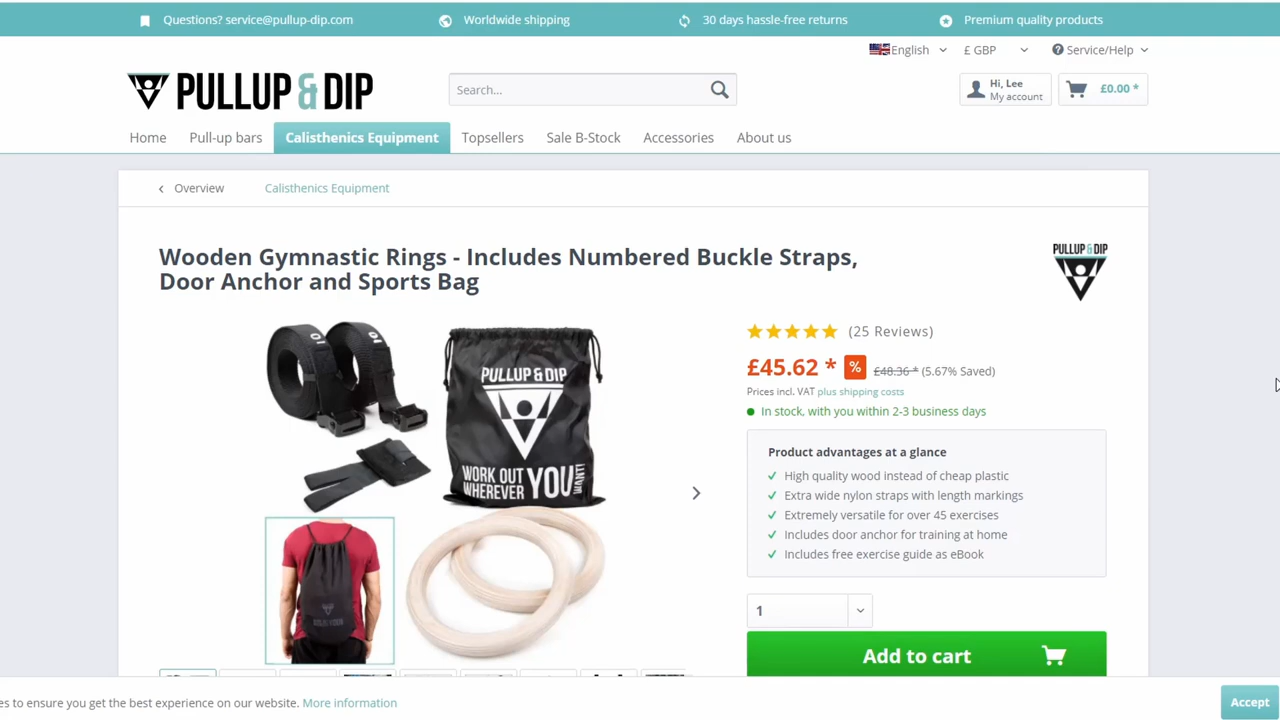 Questions? service@pullup-dip.com
Worldwide shipping
30 days hassle-free returns
Premium quality products
English
£ GBP
Service/Help
PULLUP & DIP
Search...
Hi, Lee
My account
£0.00 *
Home
Pull-up bars
Calisthenics Equipment
Topsellers
Sale B-Stock
Accessories
About us
Overview
Calisthenics Equipment
Wooden Gymnastic Rings - Includes Numbered Buckle Straps,
Door Anchor and Sports Bag
PULLUP & DIP
(25 Reviews)
£45.62 * % £48.36 * (5.67% Saved)
Prices incl. VAT plus shipping costs
In stock, with you within 2-3 business days
Product advantages at a glance
High quality wood instead of cheap plastic
Extra wide nylon straps with length markings
Extremely versatile for over 45 exercises
Includes door anchor for training at home
Includes free exercise guide as eBook
10
10
PULLUP & DIP
WORK OUT
WHEREVER YOU WANT!
1
Add to cart
es to ensure you get the best experience on our website. More information
Accept